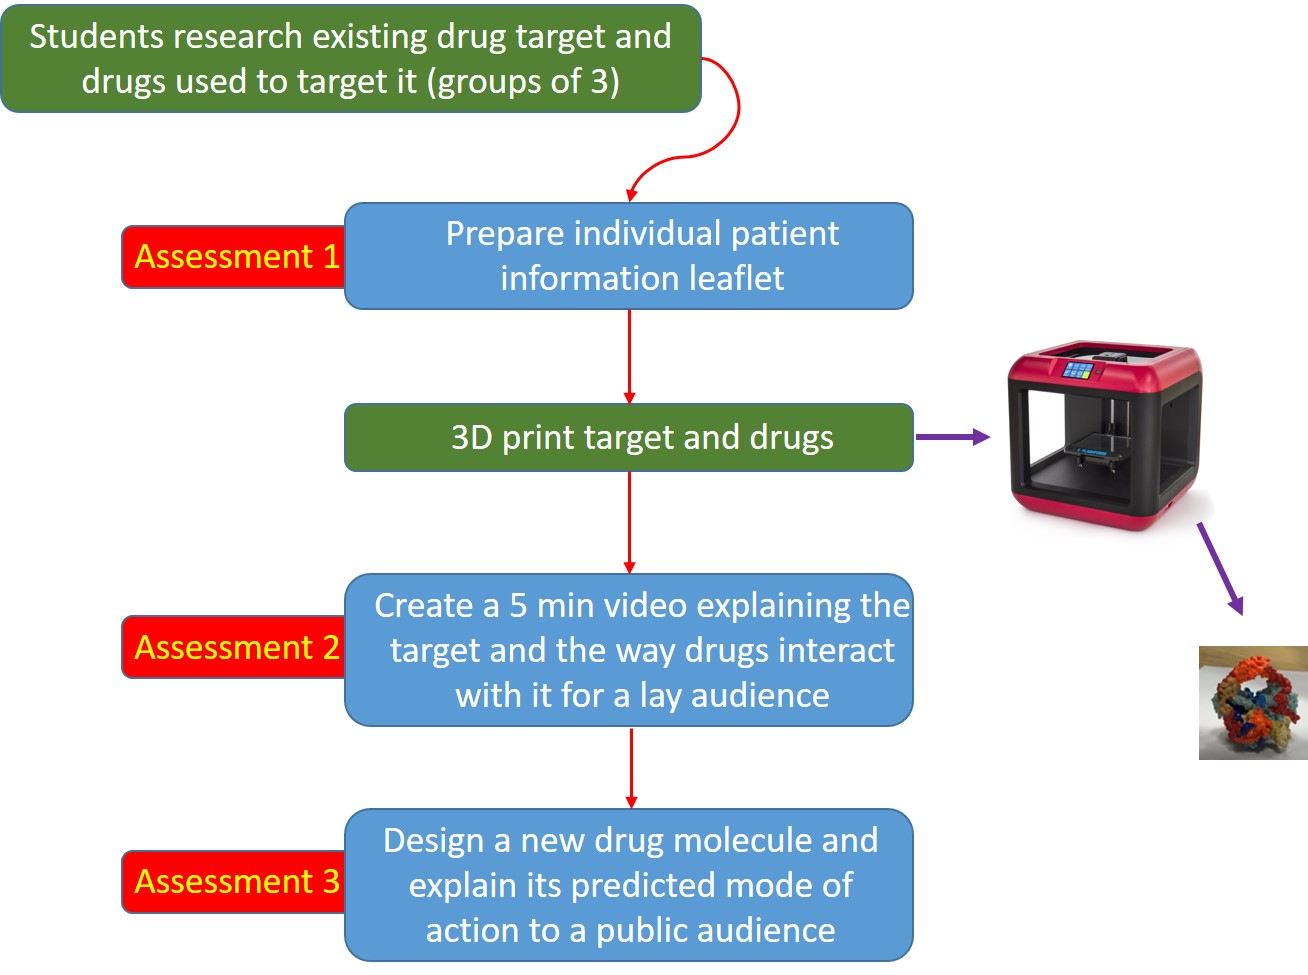 Students research existing drug target and
drugs used to target it (groups of 3)
Assessment 1
Prepare individual patient
information leaflet
3D print target and drugs
Assessment 2
Create a 5 min video explaining the
target and the way drugs interact
with it for a lay audience
Assessment 3
Design a new drug molecule and
explain its predicted mode of
action to a public audience